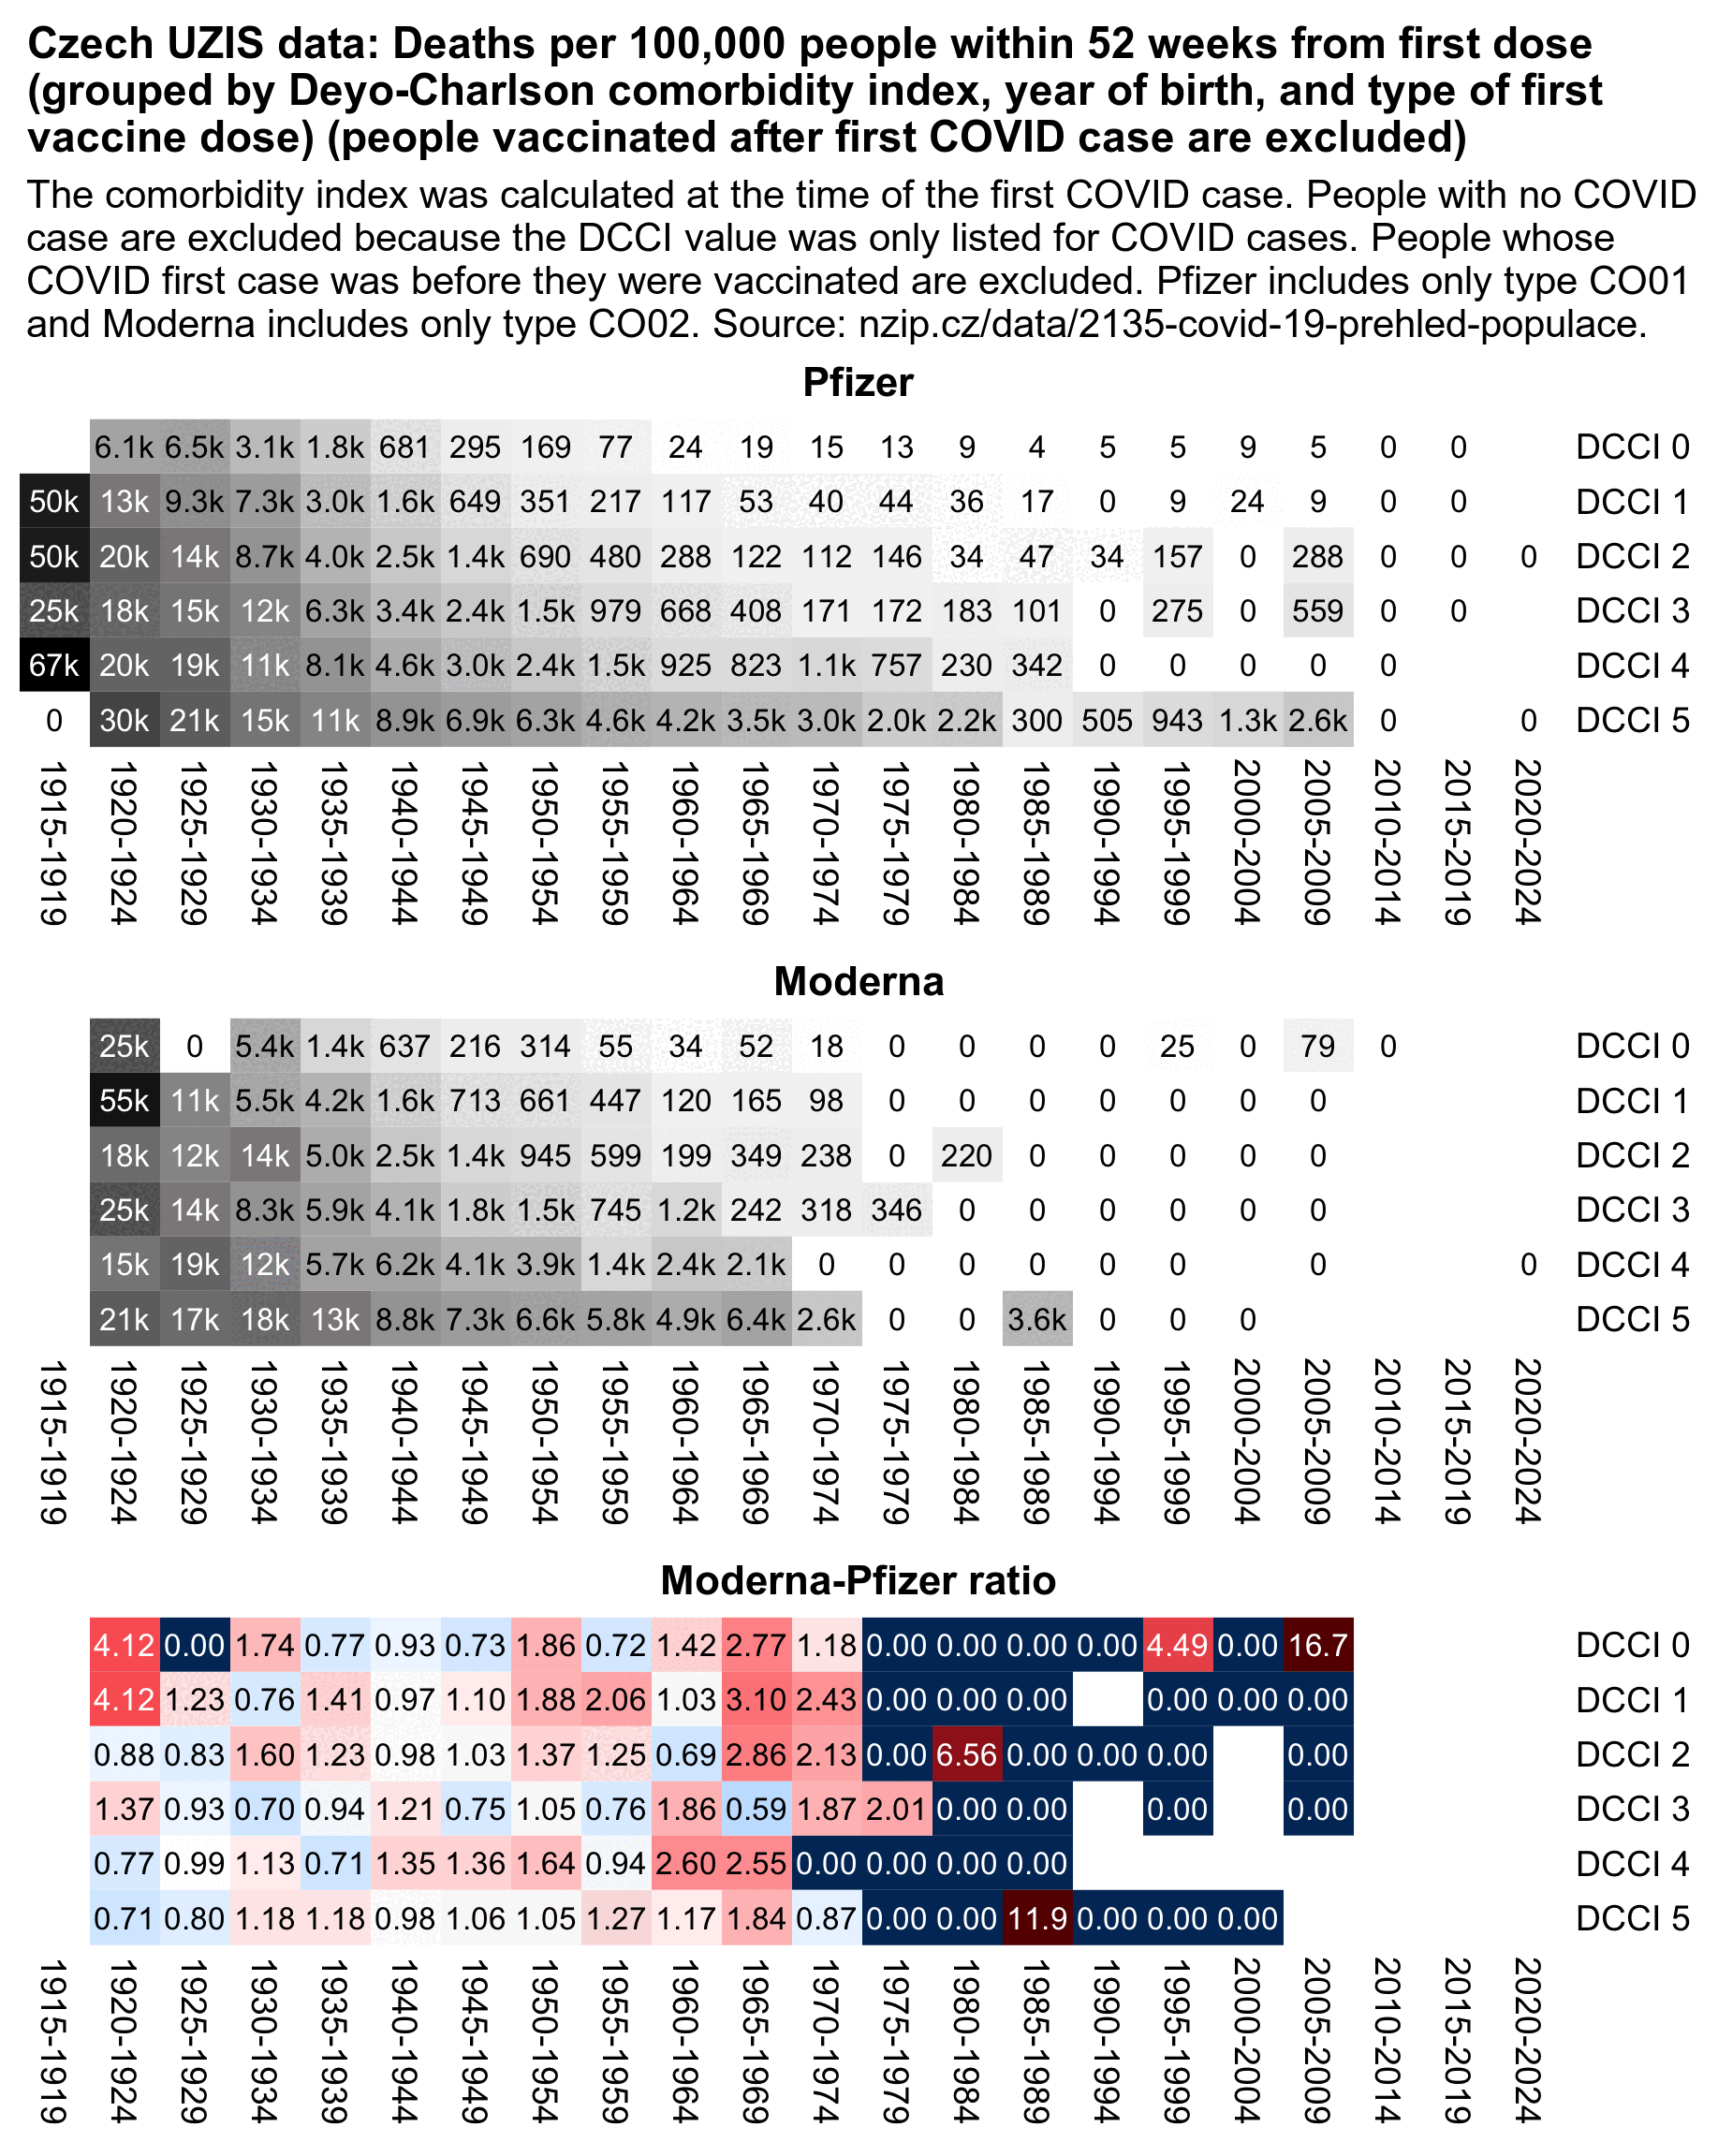 Czech UZIS data: Deaths per 100,000 people within 52 weeks from first dose
(grouped by Deyo-Charlson comorbidity index, year of birth, and type of first
vaccine dose) (people vaccinated after first COVID case are excluded)
The comorbidity index was calculated at the time of the first COVID case. People with no COVID
case are excluded because the DCCI value was only listed for COVID cases. People whose
COVID first case was before they were vaccinated are excluded. Pfizer includes only type CO01
and Moderna includes only type CO02. Source: nzip.cz/data/2135-covid-19-prehled-populace.
Pfizer
6.1k 6.5k 3.1k 1.8k 681 295 169 77 24 19 15 13 9 4 5 5 9 5 0 0 DCCI 0
50k 13k 9.3k 7.3k 3.0k 1.6k 649 351 217 117 53 40 44 36 17 0 9 24 9 0 0 DCCI 1
50k 20k 14k 8.7k 4.0k 2.5k 1.4k 690 480 288 122 112 146 34 47 34 157 0 288 0 0 0 DCCI 2
25k 18k 15k 12k 6.3k 3.4k 2.4k 1.5k 979 668 408 171 172 183 101 0 275 0 559 0 0 DCCI 3
67k 20k 19k 11k 8.1k 4.6k 3.0k 2.4k 1.5k 925 823 1.1k 757 230 342 0 0 0 0 0 DCCI 4
0 30k 21k 15k 11k 8.9k 6.9k 6.3k 4.6k 4.2k 3.5k 3.0k 2.0k 2.2k 300 505 943 1.3k 2.6k 0 0 DCCI 5
1915-1919 1920-1924 1925-1929 1930-1934 1935-1939 1940-1944 1945-1949 1950-1954 1955-1959 1960-1964 1965-1969 1970-1974 1975-1979 1980-1984 1985-1989 1990-1994 1995-1999 2000-2004 2005-2009 2010-2014 2015-2019 2020-2024
Moderna
25k 0 5.4k 1.4k 637 216 314 55 34 52 18 0 0 0 0 25 0 79 0 DCCI 0
55k 11k 5.5k 4.2k 1.6k 713 661 447 120 165 98 0 0 0 0 0 0 0 DCCI 1
18k 12k 14k 5.0k 2.5k 1.4k 945 599 199 349 238 0 220 0 0 0 0 0 DCCI 2
25k 14k 8.3k 5.9k 4.1k 1.8k 1.5k 745 1.2k 242 318 346 0 0 0 0 0 0 DCCI 3
15k 19k 12k 5.7k 6.2k 4.1k 3.9k 1.4k 2.4k 2.1k 0 0 0 0 0 0 0 0 DCCI 4
21k 17k 18k 13k 8.8k 7.3k 6.6k 5.8k 4.9k 6.4k 2.6k 0 0 3.6k 0 0 0 DCCI 5
1915-1919 1920-1924 1925-1929 1930-1934 1935-1939 1940-1944 1945-1949 1950-1954 1955-1959 1960-1964 1965-1969 1970-1974 1975-1979 1980-1984 1985-1989 1990-1994 1995-1999 2000-2004 2005-2009 2010-2014 2015-2019 2020-2024
Moderna-Pfizer ratio
4.12 0.00 1.74 0.77 0.93 0.73 1.86 0.72 1.42 2.77 1.18 0.00 0.00 0.00 0.00 4.49 0.00 16.7 DCCI 0
4.12 1.23 0.76 1.41 0.97 1.10 1.88 2.06 1.03 3.10 2.43 0.00 0.00 0.00 0.00 0.00 0.00 DCCI 1
0.88 0.83 1.60 1.23 0.98 1.03 1.37 1.25 0.69 2.86 2.13 0.00 6.56 0.00 0.00 0.00 0.00 DCCI 2
1.37 0.93 0.70 0.94 1.21 0.75 1.05 0.76 1.86 0.59 1.87 2.01 0.00 0.00 0.00 0.00 DCCI 3
0.77 0.99 1.13 0.71 1.35 1.36 1.64 0.94 2.60 2.55 0.00 0.00 0.00 0.00 DCCI 4
0.71 0.80 1.18 1.18 0.98 1.06 1.05 1.27 1.17 1.84 0.87 0.00 0.00 11.9 0.00 0.00 0.00 DCCI 5
1915-1919 1920-1924 1925-1929 1930-1934 1935-1939 1940-1944 1945-1949 1950-1954 1955-1959 1960-1964 1965-1969 1970-1974 1975-1979 1980-1984 1985-1989 1990-1994 1995-1999 2000-2004 2005-2009 2010-2014 2015-2019 2020-2024